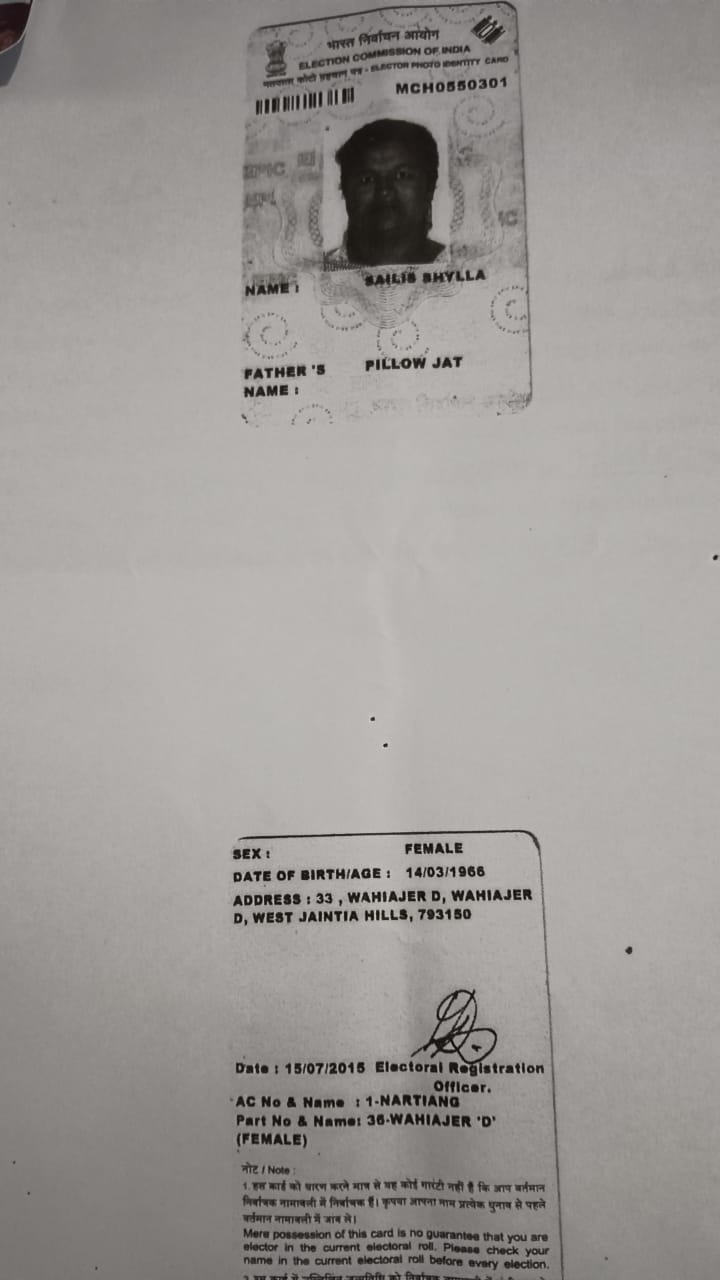 भारत निर्वाचन आयोग
ELECTION COMMISSION OF INDIA
पहचान पत्र - ELECTOR PHOTO IDENTITY CARD
MCH0550301
EPIC
NAME : SAILIS SHYLLA
FATHER 'S PILLOW JAT
NAME :
SEX : FEMALE
DATE OF BIRTH/AGE : 14/03/1966
ADDRESS : 33 , WAHIAJER D, WAHIAJER
D, WEST JAINTIA HILLS, 793150
Date : 15/07/2015 Electoral Registration
Officer.
AC No & Name : 1-NARTIANG
Part No & Name: 36-WAHIAJER 'D'
(FEMALE)
नोट / Note :
1. इस कार्ड को धारण करने मात्र से यह कोई गारंटी नहीं है कि आप वर्तमान
निर्वाचक नामावली में निर्वाचक हैं। कृपया आपना नाम प्रत्येक चुनाव से पहले
वर्तमान नामावली में जांच लें।
Mere possession of this card is no guarantee that you are
elector in the current electoral roll. Please check your
name in the current electoral roll before every election.